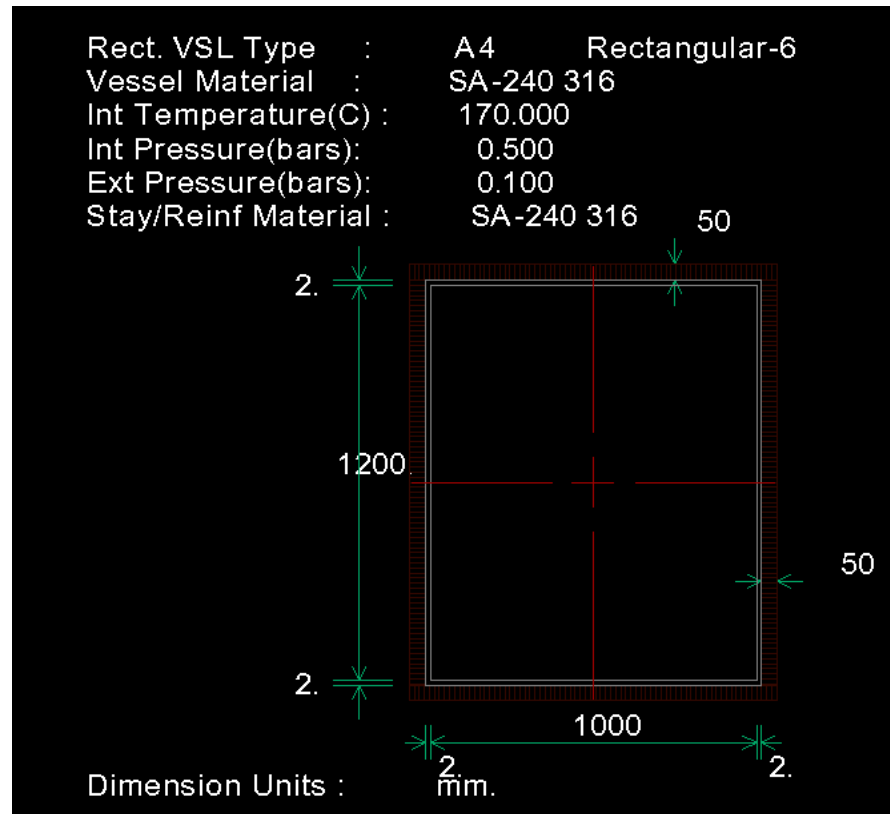 Rect. VSL Type : A4 Rectangular-6
Vessel Material : SA-240 316
Int Temperature(C) : 170.000
Int Pressure(bars): 0.500
Ext Pressure(bars): 0.100
Stay/Reinf Material : SA-240 316
50
2.
1200.
50
2.
1000
2.
2.
Dimension Units : mm.